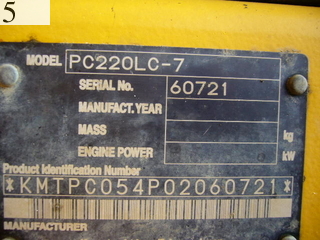 5
MODEL PC220LC-7
SERIAL No. 60721
MANUFACT.YEAR
MASS kg
ENGINE POWER kW
Product Identification Number
*KMTPC054P02060721*
MANUFACTURER